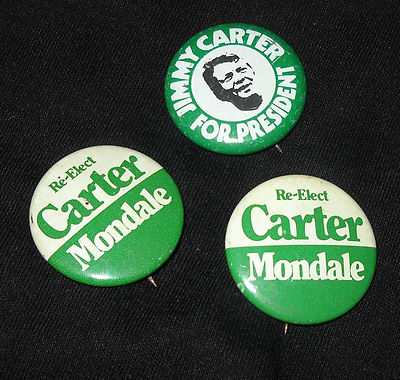 JIMMY CARTER
FOR PRESIDENT
Re-Elect
Carter
Mondale
Re-Elect
Carter
Mondale